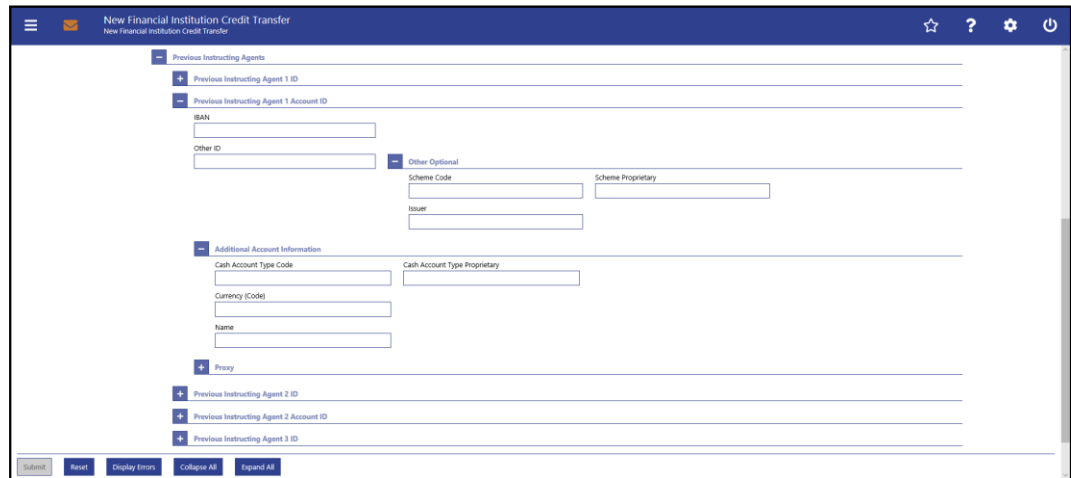 New Financial Institution Credit Transfer
New Financial Institution Credit Transfer
?
− Previous Instructing Agents
+ Previous Instructing Agent 1 ID
− Previous Instructing Agent 1 Account ID
IBAN
Other ID
− Other Optional
Scheme Code Scheme Proprietary
Issuer
− Additional Account Information
Cash Account Type Code Cash Account Type Proprietary
Currency (Code)
Name
+ Proxy
+ Previous Instructing Agent 2 ID
+ Previous Instructing Agent 2 Account ID
+ Previous Instructing Agent 3 ID
Submit Reset Display Errors Collapse All Expand All